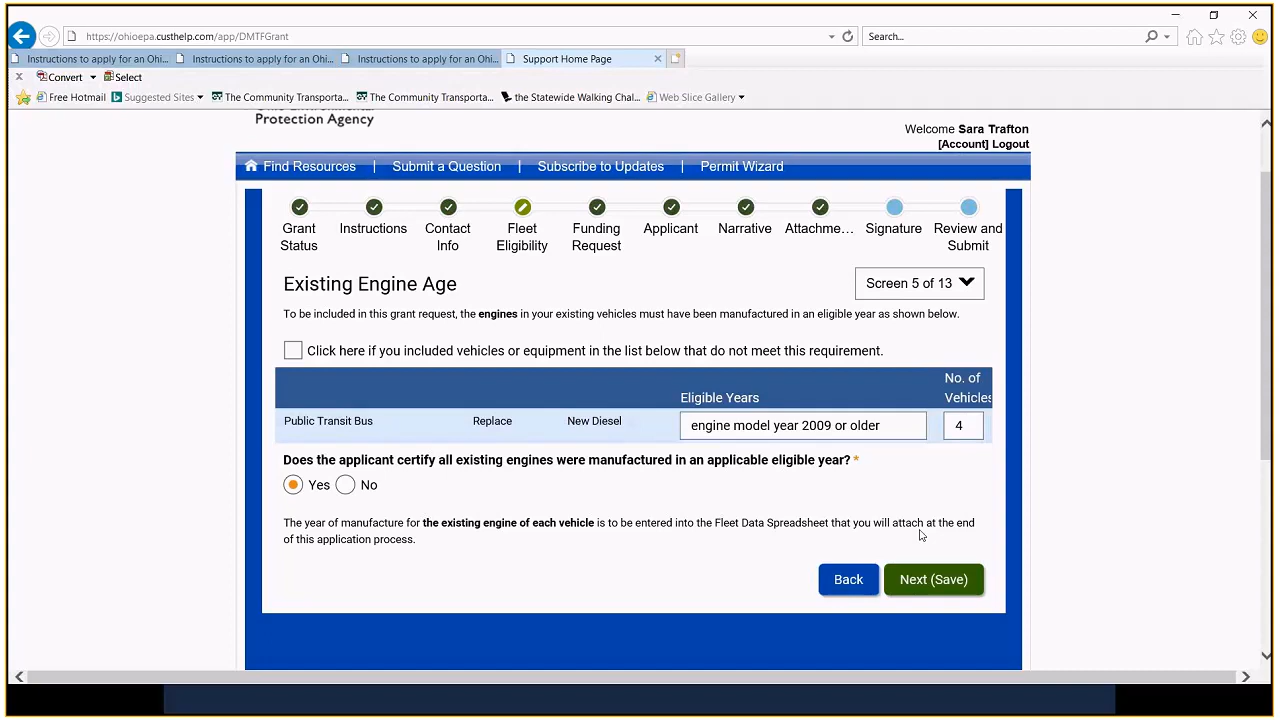 https://ohioepa.custhelp.com/app/DMTFGrant
Search...
Instructions to apply for an Ohi...
Instructions to apply for an Ohi...
Instructions to apply for an Ohi...
Support Home Page
Convert
Select
Free Hotmail
Suggested Sites
The Community Transporta...
The Community Transporta...
the Statewide Walking Chal...
Web Slice Gallery
Protection Agency
Welcome Sara Trafton
[Account] Logout
Find Resources | Submit a Question | Subscribe to Updates | Permit Wizard
Grant Status
Instructions
Contact Info
Fleet Eligibility
Funding Request
Applicant
Narrative
Attachme...
Signature
Review and Submit
Existing Engine Age
Screen 5 of 13
To be included in this grant request, the engines in your existing vehicles must have been manufactured in an eligible year as shown below.
Click here if you included vehicles or equipment in the list below that do not meet this requirement.
Eligible Years
No. of Vehicles
Public Transit Bus Replace New Diesel engine model year 2009 or older 4
Does the applicant certify all existing engines were manufactured in an applicable eligible year? *
Yes No
The year of manufacture for the existing engine of each vehicle is to be entered into the Fleet Data Spreadsheet that you will attach at the end
of this application process.
Back
Next (Save)